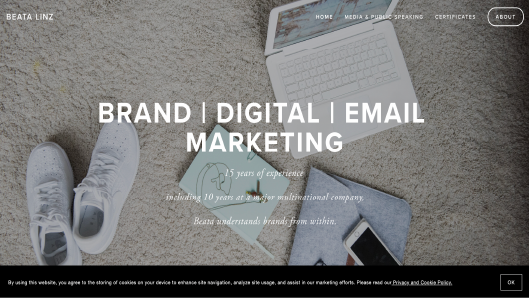 BEATA LINZ
HOME
MEDIA & PUBLIC SPEAKING
CERTIFICATES
ABOUT
BRAND | DIGITAL | EMAIL
MARKETING
15 years of experience
including 10 years at a major multinational company.
Beata understands brands from within.
By using this website, you agree to the storing of cookies on your device to enhance site navigation, analyze site usage, and assist in our marketing efforts. Please read our Privacy and Cookie Policy.
OK